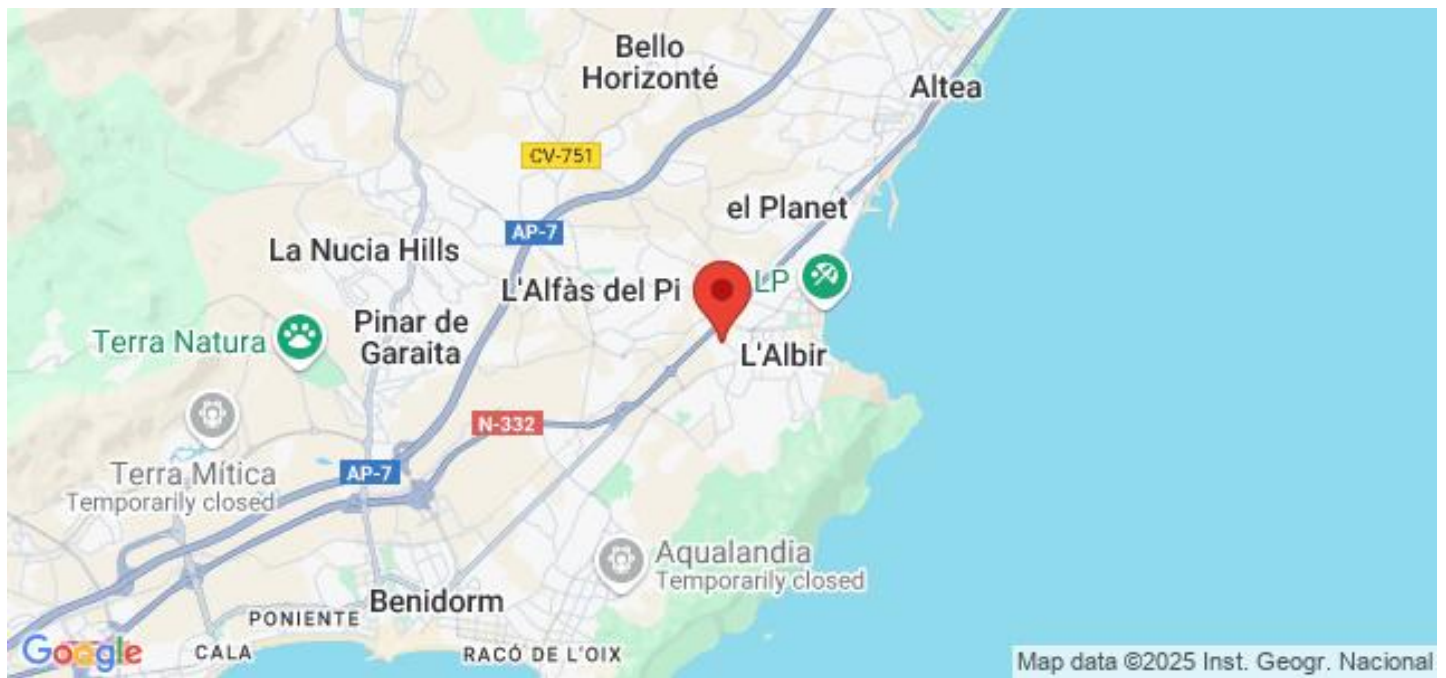 Bello
Horizonté
Altea
CV-751
el Planet
AP-7
La Nucia Hills
L'Alfàs del Pi
LP
Terra Natura
Pinar de
Garaita
L'Albir
N-332
Terra Mítica
Temporarily closed
AP-7
Aqualandia
Temporarily closed
Benidorm
PONIENTE
Google
CALA
RACÓ DE L'OIX
Map data ©2025 Inst. Geogr. Nacional